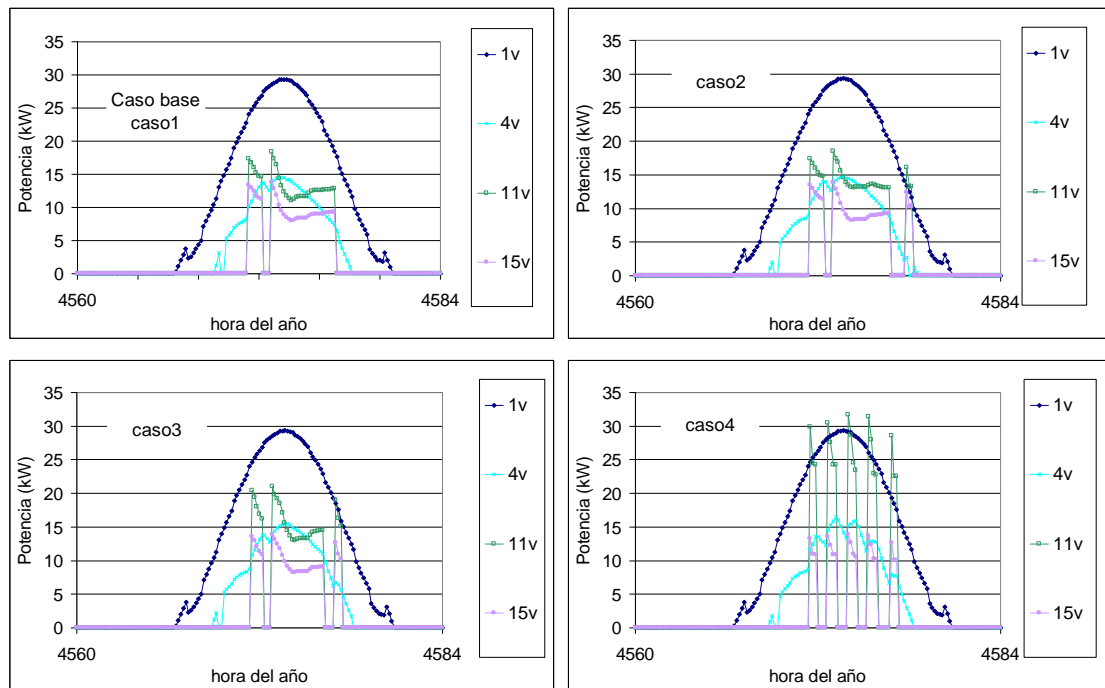 35
30
25
20
15
10
5
0
Potencia (kW)
Caso base
caso1
4560
4584
hora del año
1v
4v
11v
15v
35
30
25
20
15
10
5
0
Potencia (kW)
caso2
4560
4584
hora del año
1v
4v
11v
15v
35
30
25
20
15
10
5
0
Potencia (kW)
caso3
4560
4584
hora del año
1v
4v
11v
15v
35
30
25
20
15
10
5
0
Potencia (kW)
caso4
4560
4584
hora del año
1v
4v
11v
15v